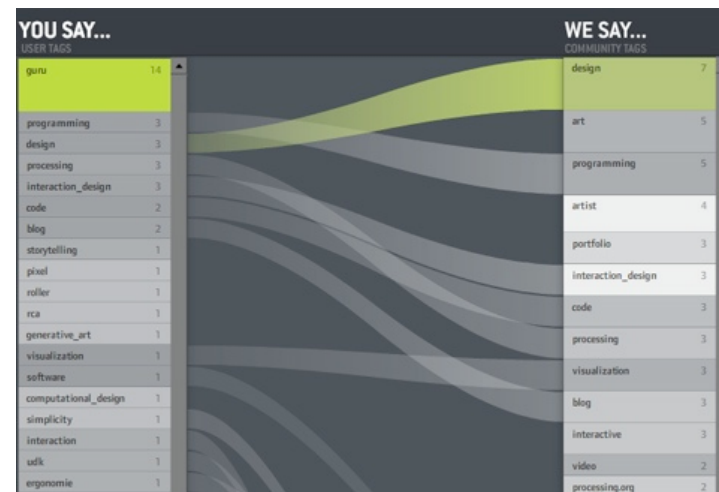 YOU SAY...
USER TAGS
guru 14
programming 3
design 3
processing 3
interaction_design 3
code 2
blog 2
storytelling 1
pixel 1
roller 1
rca 1
generative_art 1
visualization 1
software 1
computational_design 1
simplicity 1
interaction 1
udk 1
ergonomie 1
WE SAY...
COMMUNITY TAGS
design 7
art 5
programming 5
artist 4
portfolio 3
interaction_design 3
code 3
processing 3
visualization 3
blog 3
interactive 3
video 2
processing.org 2